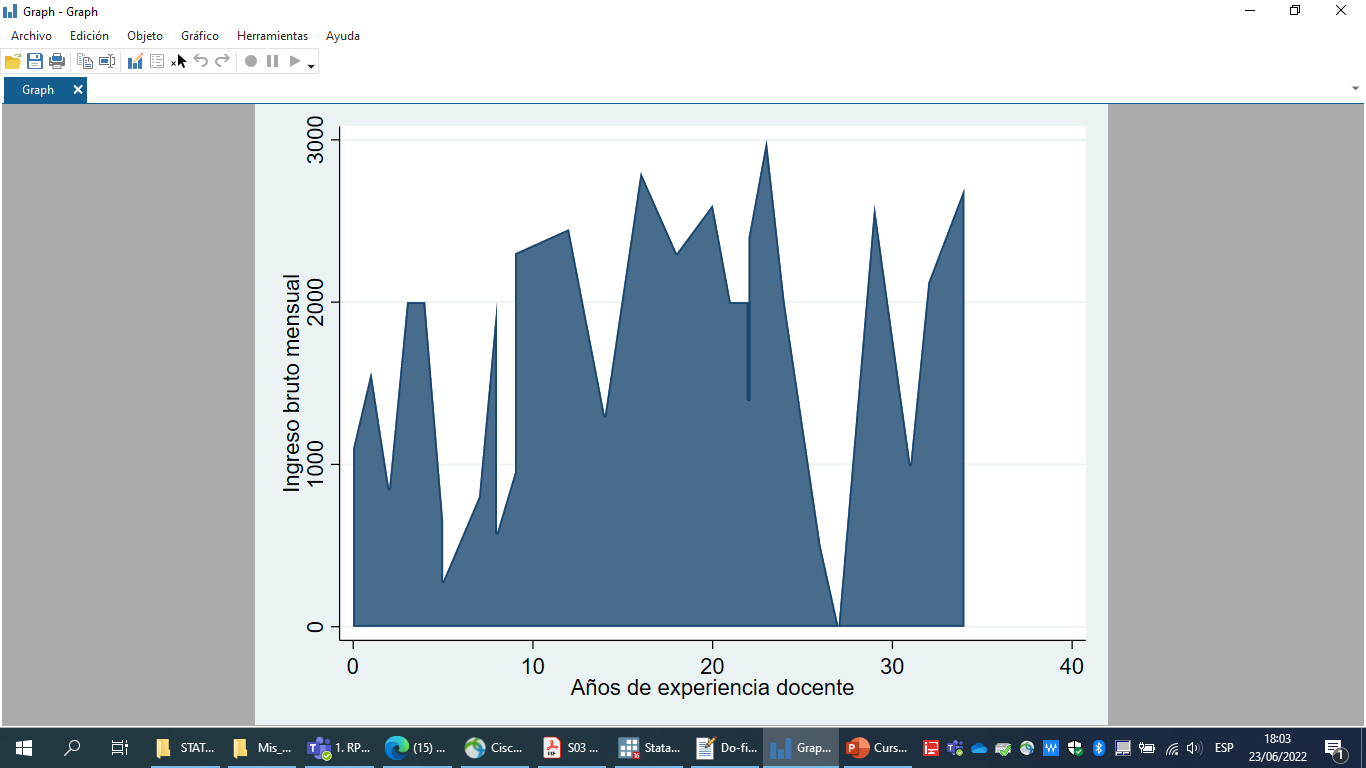 Graph - Graph
Archivo Edición Objeto Gráfico Herramientas Ayuda
Graph
3000
2000
1000
0
Ingreso bruto mensual
0 10 20 30 40
Años de experiencia docente
STAT... Mis_... 1. RP... (15) ... Cisc... S03 ... Stata... Do-fi... Grap... Curs... ESP 18:03
23/06/2022
1